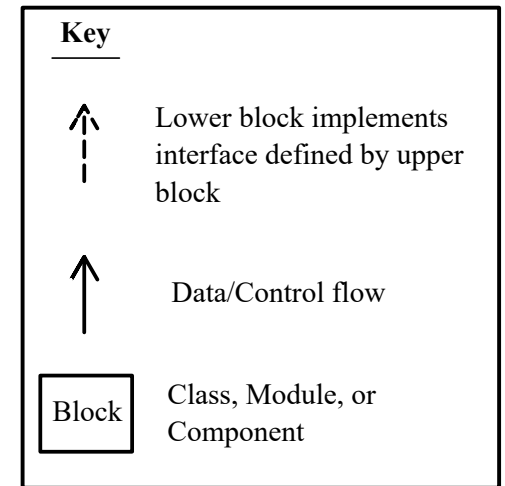 Key
Lower block implements
interface defined by upper
block
Data/Control flow
Block
Class, Module, or
Component